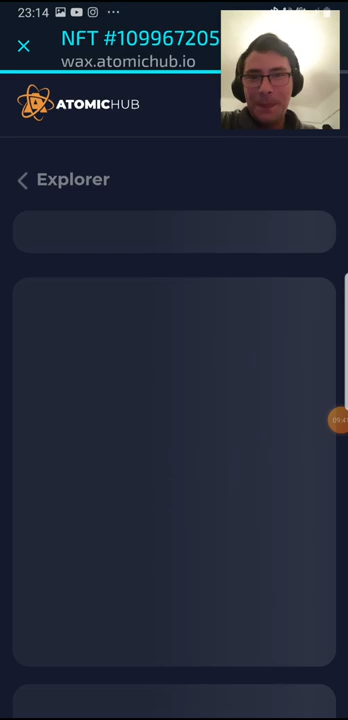 23:14
NFT #109967205
wax.atomichub.io
ATOMICHUB
Explorer